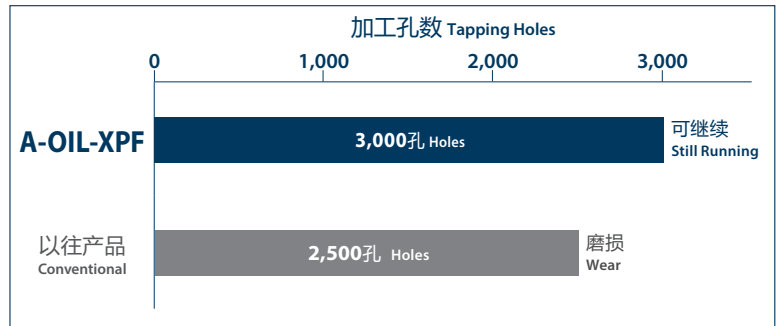 加工孔数 Tapping Holes
0 1,000 2,000 3,000
A-OIL-XPF
3,000孔 Holes
可继续
Still Running
以往产品
Conventional
2,500孔 Holes
磨损
Wear